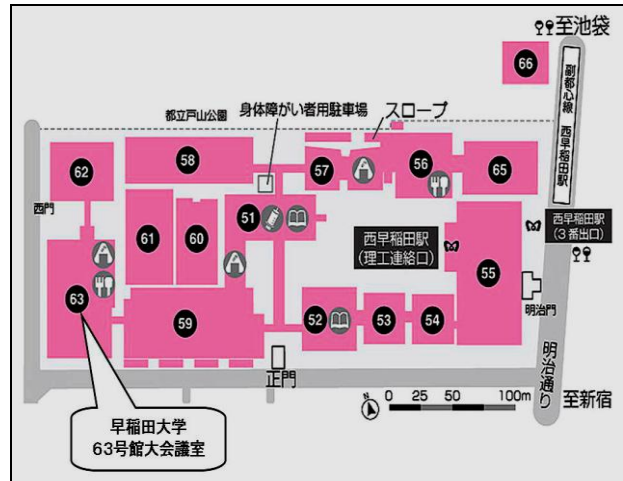 至池袋
副都心線 西早稲田駅
66
都立戸山公園
身体障がい者用駐車場
スロープ
62
58
57
56
65
西門
51
61
60
西早稲田駅
(理工連絡口)
西早稲田駅
(3番出口)
55
63
59
52
53
54
明治門
正門
明治通り
N
0 25 50 100m
至新宿
早稲田大学
63号館大会議室